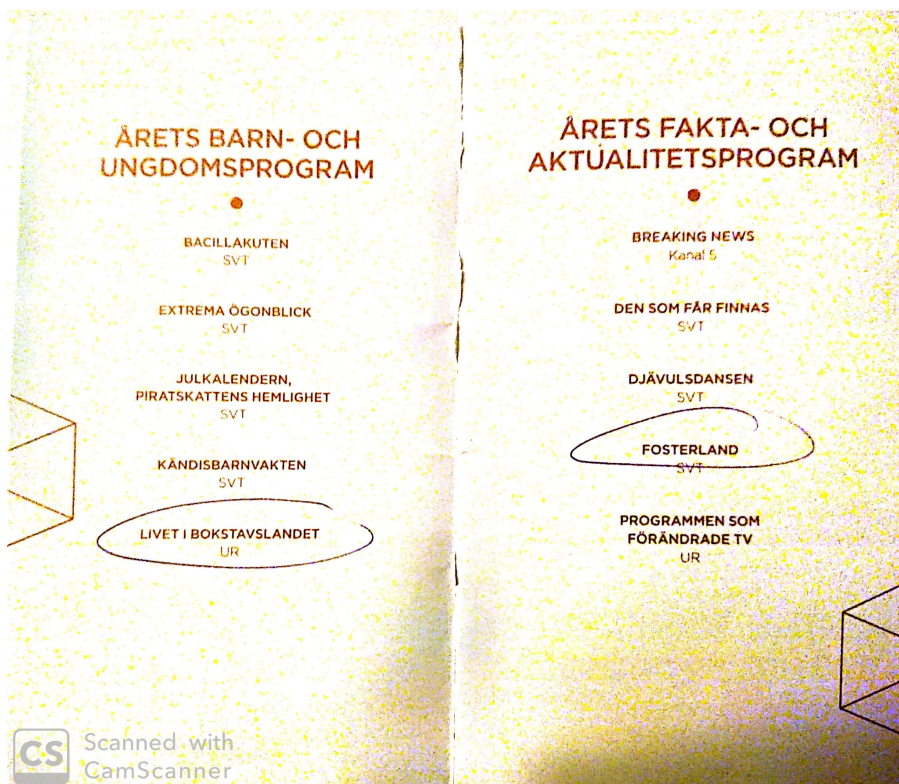 ÅRETS BARN- OCH
UNGDOMSPROGRAM
BACILLAKUTEN
SVT
EXTREMA ÖGONBLICK
SVT
JULKALENDERN,
PIRATSKATTENS HEMLIGHET
SVT
KÄNDISBARNVAKTEN
SVT
LIVET I BOKSTAVSLANDET
UR
ÅRETS FAKTA- OCH
AKTUALITETSPROGRAM
BREAKING NEWS
Kanal 5
DEN SOM FÅR FINNAS
SVT
DJÄVULSDANSEN
SVT
FOSTERLAND
SVT
PROGRAMMEN SOM
FÖRÄNDRADE TV
UR
CS Scanned with
CamScanner